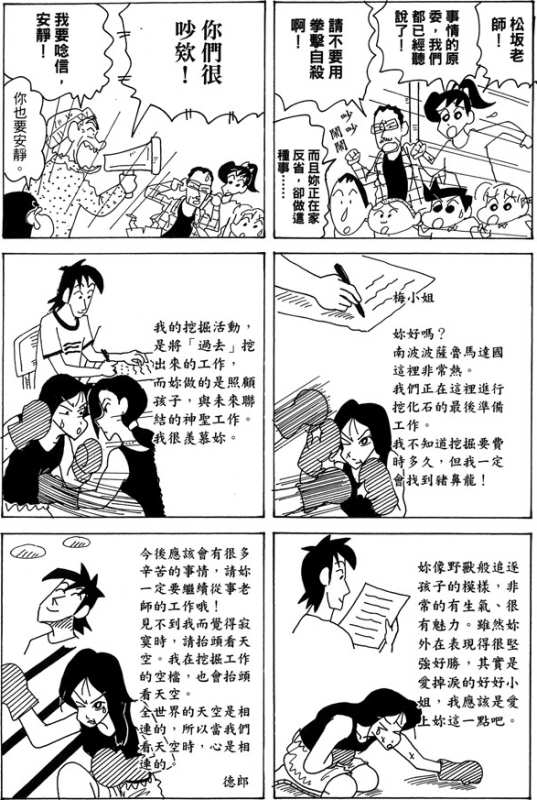 松坂老
師！
事情的原
委，我們
都已經聽
說了！
請不要用
拳擊自殺
啊！
吵吵
鬧鬧
而且妳正在家
反省，卻做這
種事……
你們很
吵欸！
我要唸信，
安靜！
你也要安靜。
梅小姐
妳好嗎？
南波波薩魯馬達國
這裡非常熱。
我們正在這裡進行
挖化石的最後準備
工作。
我不知道挖掘要費
時多久，但我一定
會找到豬鼻龍！
我的挖掘活動，
是將「過去」挖
出來的工作，
而妳做的是照顧
孩子，與未來聯
結的神聖工作。
我很羨慕妳。
妳像野獸般追逐
孩子的模樣，非
常的有生氣、很
有魅力。雖然妳
外在表現得很堅
強好勝，其實是
愛掉淚的好好小
姐，我應該是愛
上妳這一點吧。
今後應該會有很多
辛苦的事情，請妳
一定要繼續從事老
師的工作哦！
見不到我而覺得寂
寞時，請抬頭看天
空。我在挖掘工作
的空檔，也會抬頭
看天空。
全世界的天空是相
連的，所以當我們
看天空時，心是相
連的。
德郎